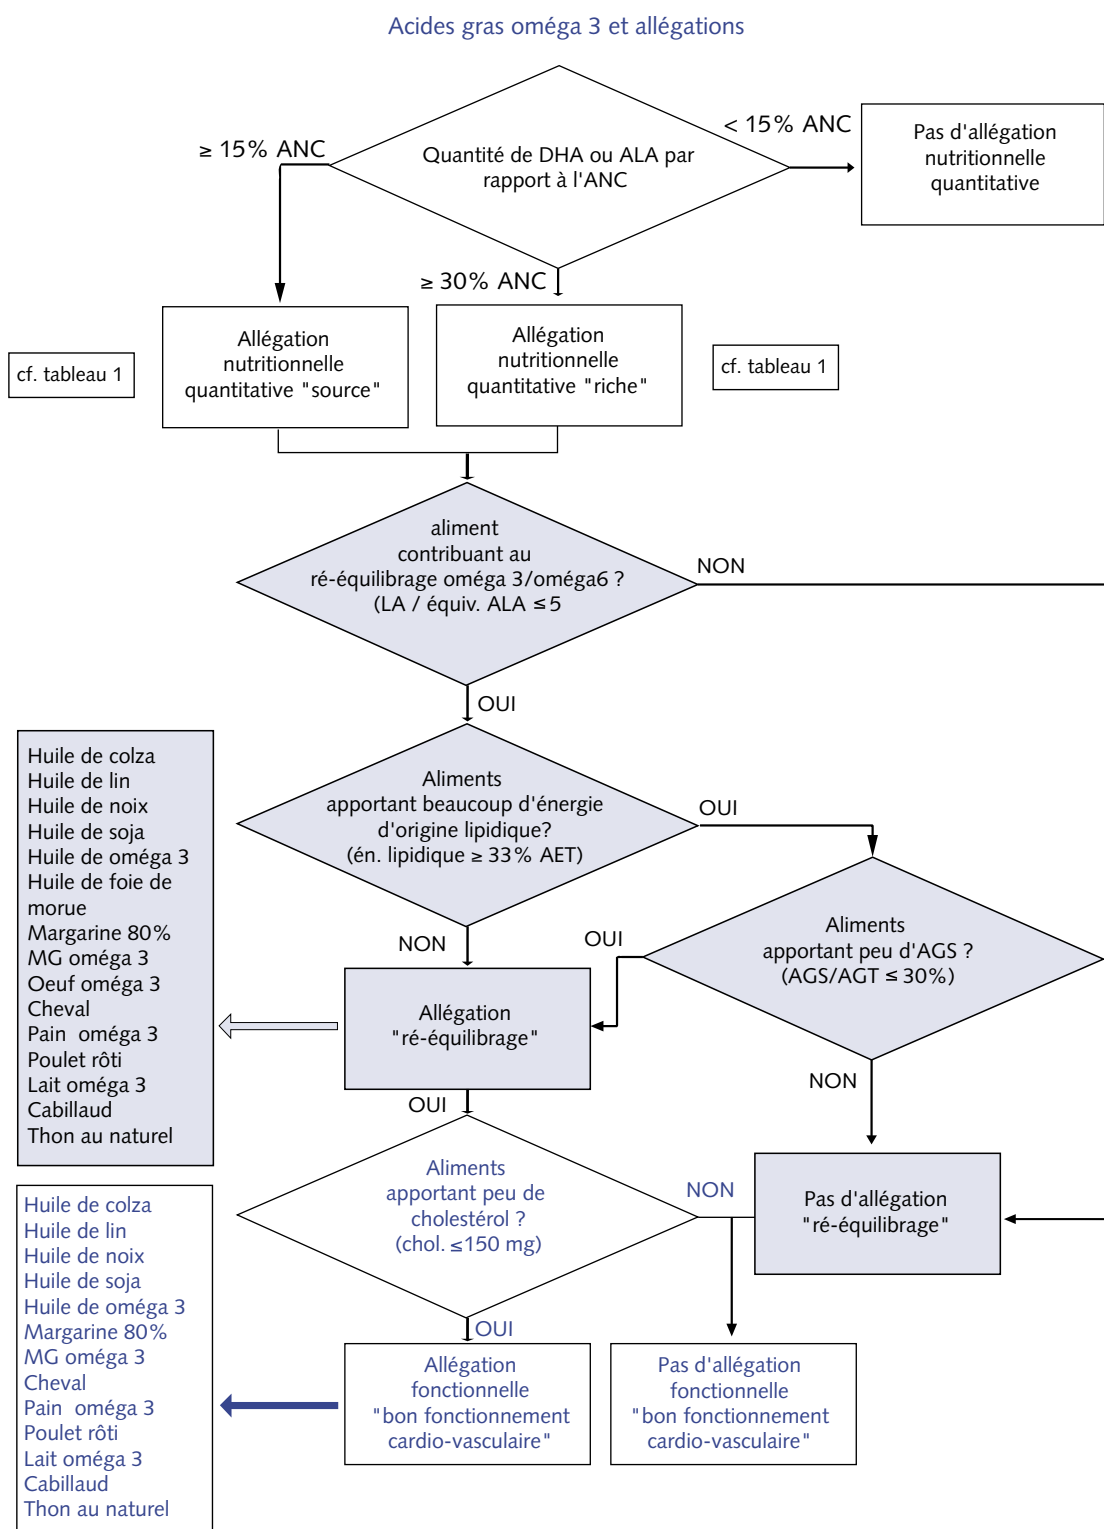 Acides gras oméga 3 et allégations
≥ 15% ANC
Quantité de DHA ou ALA par
rapport à l'ANC
< 15% ANC
Pas d'allégation
nutritionnelle
quantitative
≥ 30% ANC
cf. tableau 1
Allégation
nutritionnelle
quantitative "source"
Allégation
nutritionnelle
quantitative "riche"
cf. tableau 1
aliment
contribuant au
ré-équilibrage oméga 3/oméga6 ?
(LA / équiv. ALA ≤ 5
NON
OUI
Aliments
apportant beaucoup d'énergie
d'origine lipidique?
(én. lipidique ≥ 33% AET)
OUI
NON
Aliments
apportant peu d'AGS ?
(AGS/AGT ≤ 30%)
OUI
NON
Huile de colza
Huile de lin
Huile de noix
Huile de soja
Huile de oméga 3
Huile de foie de
morue
Margarine 80%
MG oméga 3
Oeuf oméga 3
Cheval
Pain oméga 3
Poulet rôti
Lait oméga 3
Cabillaud
Thon au naturel
Allégation
"ré-équilibrage"
OUI
Aliments
apportant peu de
cholestérol ?
(chol. ≤150 mg)
NON
Pas d'allégation
"ré-équilibrage"
OUI
Huile de colza
Huile de lin
Huile de noix
Huile de soja
Huile de oméga 3
Margarine 80%
MG oméga 3
Cheval
Pain oméga 3
Poulet rôti
Lait oméga 3
Cabillaud
Thon au naturel
Allégation
fonctionnelle
"bon fonctionnement
cardio-vasculaire"
Pas d'allégation
fonctionnelle
"bon fonctionnement
cardio-vasculaire"